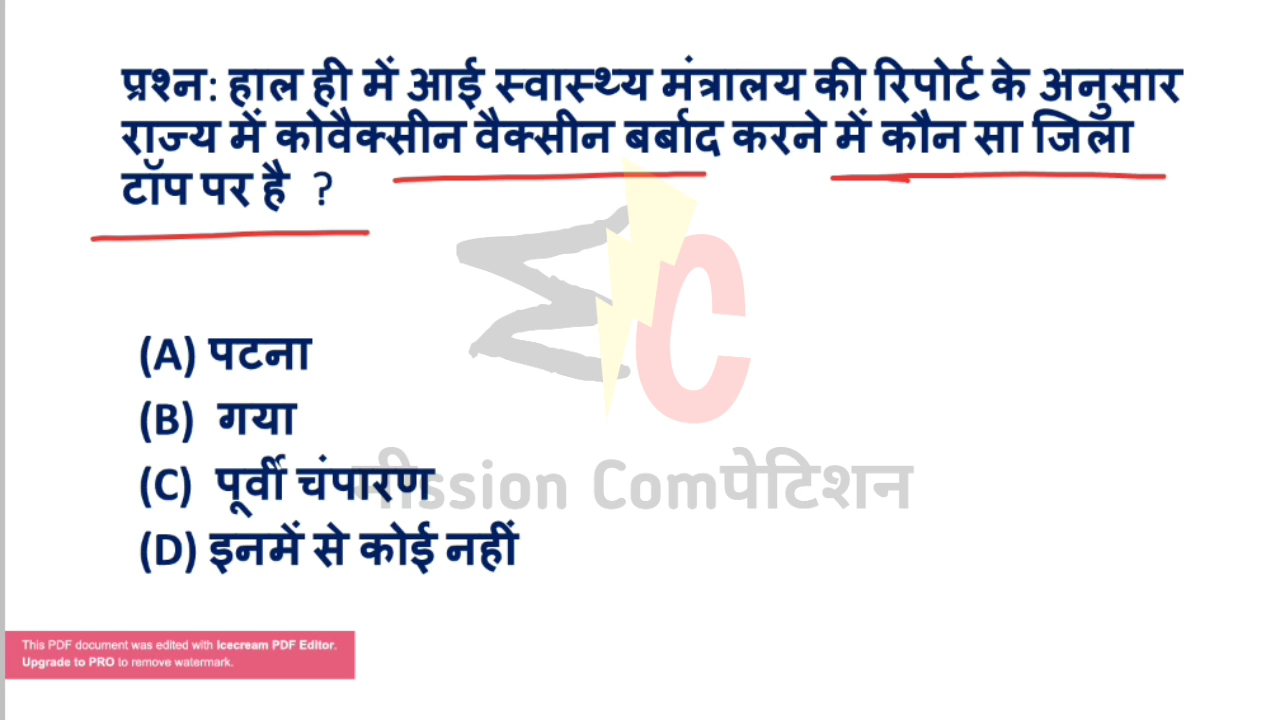 प्रश्न: हाल ही में आई स्वास्थ्य मंत्रालय की रिपोर्ट के अनुसार
राज्य में कोवैक्सीन वैक्सीन बर्बाद करने में कौन सा जिला
टॉप पर है ?
(A) पटना
(B) गया
(C) पूर्वी चंपारण
(D) इनमें से कोई नहीं
मीssion Comपेटिशन
This PDF document was edited with Icecream PDF Editor.
Upgrade to PRO to remove watermark.